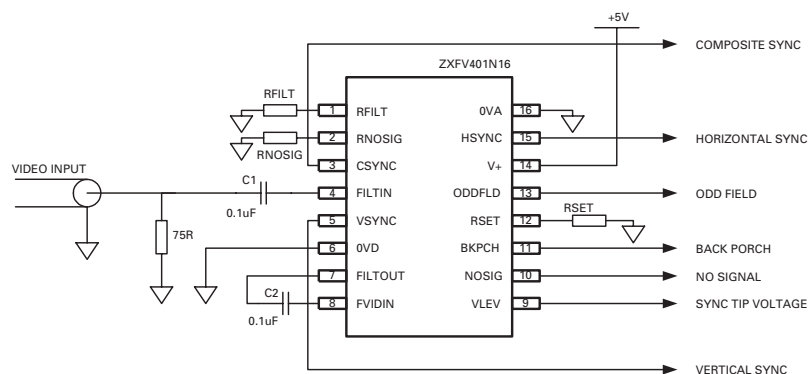 +5V
COMPOSITE SYNC
ZXFV401N16
RFILT
1 RFILT 0VA 16
2 RNOSIG HSYNC 15 HORIZONTAL SYNC
RNOSIG
3 CSYNC V+ 14
VIDEO INPUT
C1
4 FILTIN ODDFLD 13 ODD FIELD
0.1uF
RSET
5 VSYNC RSET 12
75R
6 0VD BKPCH 11 BACK PORCH
7 FILTOUT NOSIG 10 NO SIGNAL
C2
8 FVIDIN VLEV 9 SYNC TIP VOLTAGE
0.1uF
VERTICAL SYNC